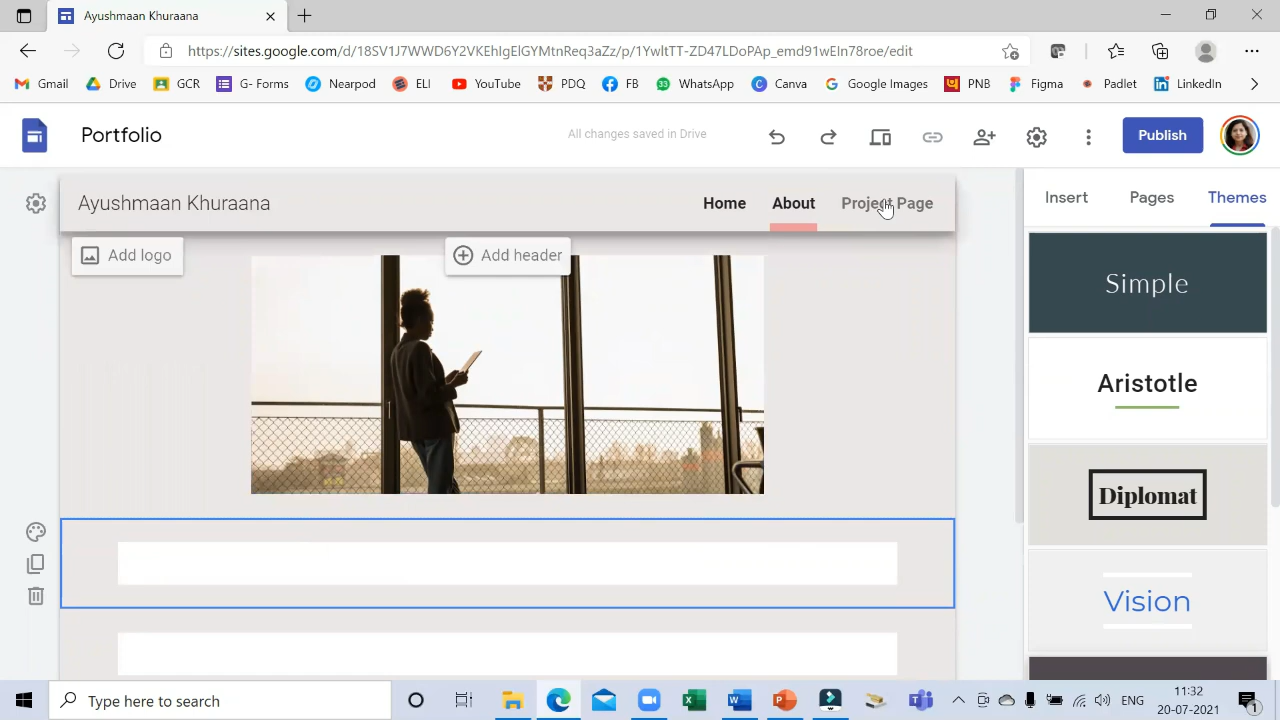 Ayushmaan Khuraana
https://sites.google.com/d/18SV1J7WWD6Y2VKEhIgElGYMtnReq3aZz/p/1YwltTT-ZD47LDoPAp_emd91wEIn78roe/edit
Gmail Drive GCR G- Forms Nearpod ELI YouTube PDQ FB WhatsApp Canva Google Images PNB Figma Padlet LinkedIn
Portfolio
All changes saved in Drive
Publish
Ayushmaan Khuraana
Home About Project Page
Insert Pages Themes
Add logo
Add header
Simple
Aristotle
Diplomat
Vision
Type here to search
ENG
11:32
20-07-2021